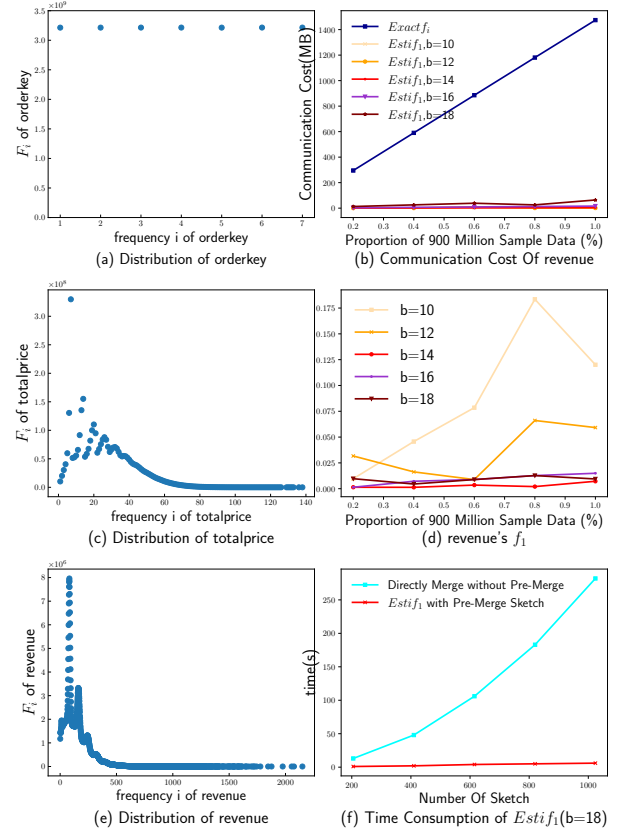 ×10⁹
3.5
3.0
2.5
2.0
1.5
1.0
0.5
0.0
F_i of orderkey
1 2 3 4 5 6 7
frequency i of orderkey
(a) Distribution of orderkey
Communication Cost(MB)
1400
1200
1000
800
600
400
200
0
Exactf_i
Estif_1,b=10
Estif_1,b=12
Estif_1,b=14
Estif_1,b=16
Estif_1,b=18
0.2 0.3 0.4 0.5 0.6 0.7 0.8 0.9 1.0
Proportion of 900 Million Sample Data (%)
(b) Communication Cost Of revenue
×10⁸
3.0
2.5
2.0
1.5
1.0
0.5
0.0
F_i of totalprice
0 20 40 60 80 100 120 140
frequency i of totalprice
(c) Distribution of totalprice
0.175
0.150
0.125
0.100
0.075
0.050
0.025
0.000
b=10
b=12
b=14
b=16
b=18
0.2 0.3 0.4 0.5 0.6 0.7 0.8 0.9 1.0
Proportion of 900 Million Sample Data (%)
(d) revenue's f_1
×10⁶
8
7
6
5
4
3
2
1
0
F_i of revenue
0 500 1000 1500 2000
frequency i of revenue
(e) Distribution of revenue
time(s)
250
200
150
100
50
0
Directly Merge without Pre-Merge
Estif_1 with Pre-Merge Sketch
200 400 600 800 1000
Number Of Sketch
(f) Time Consumption of Estif_1(b=18)